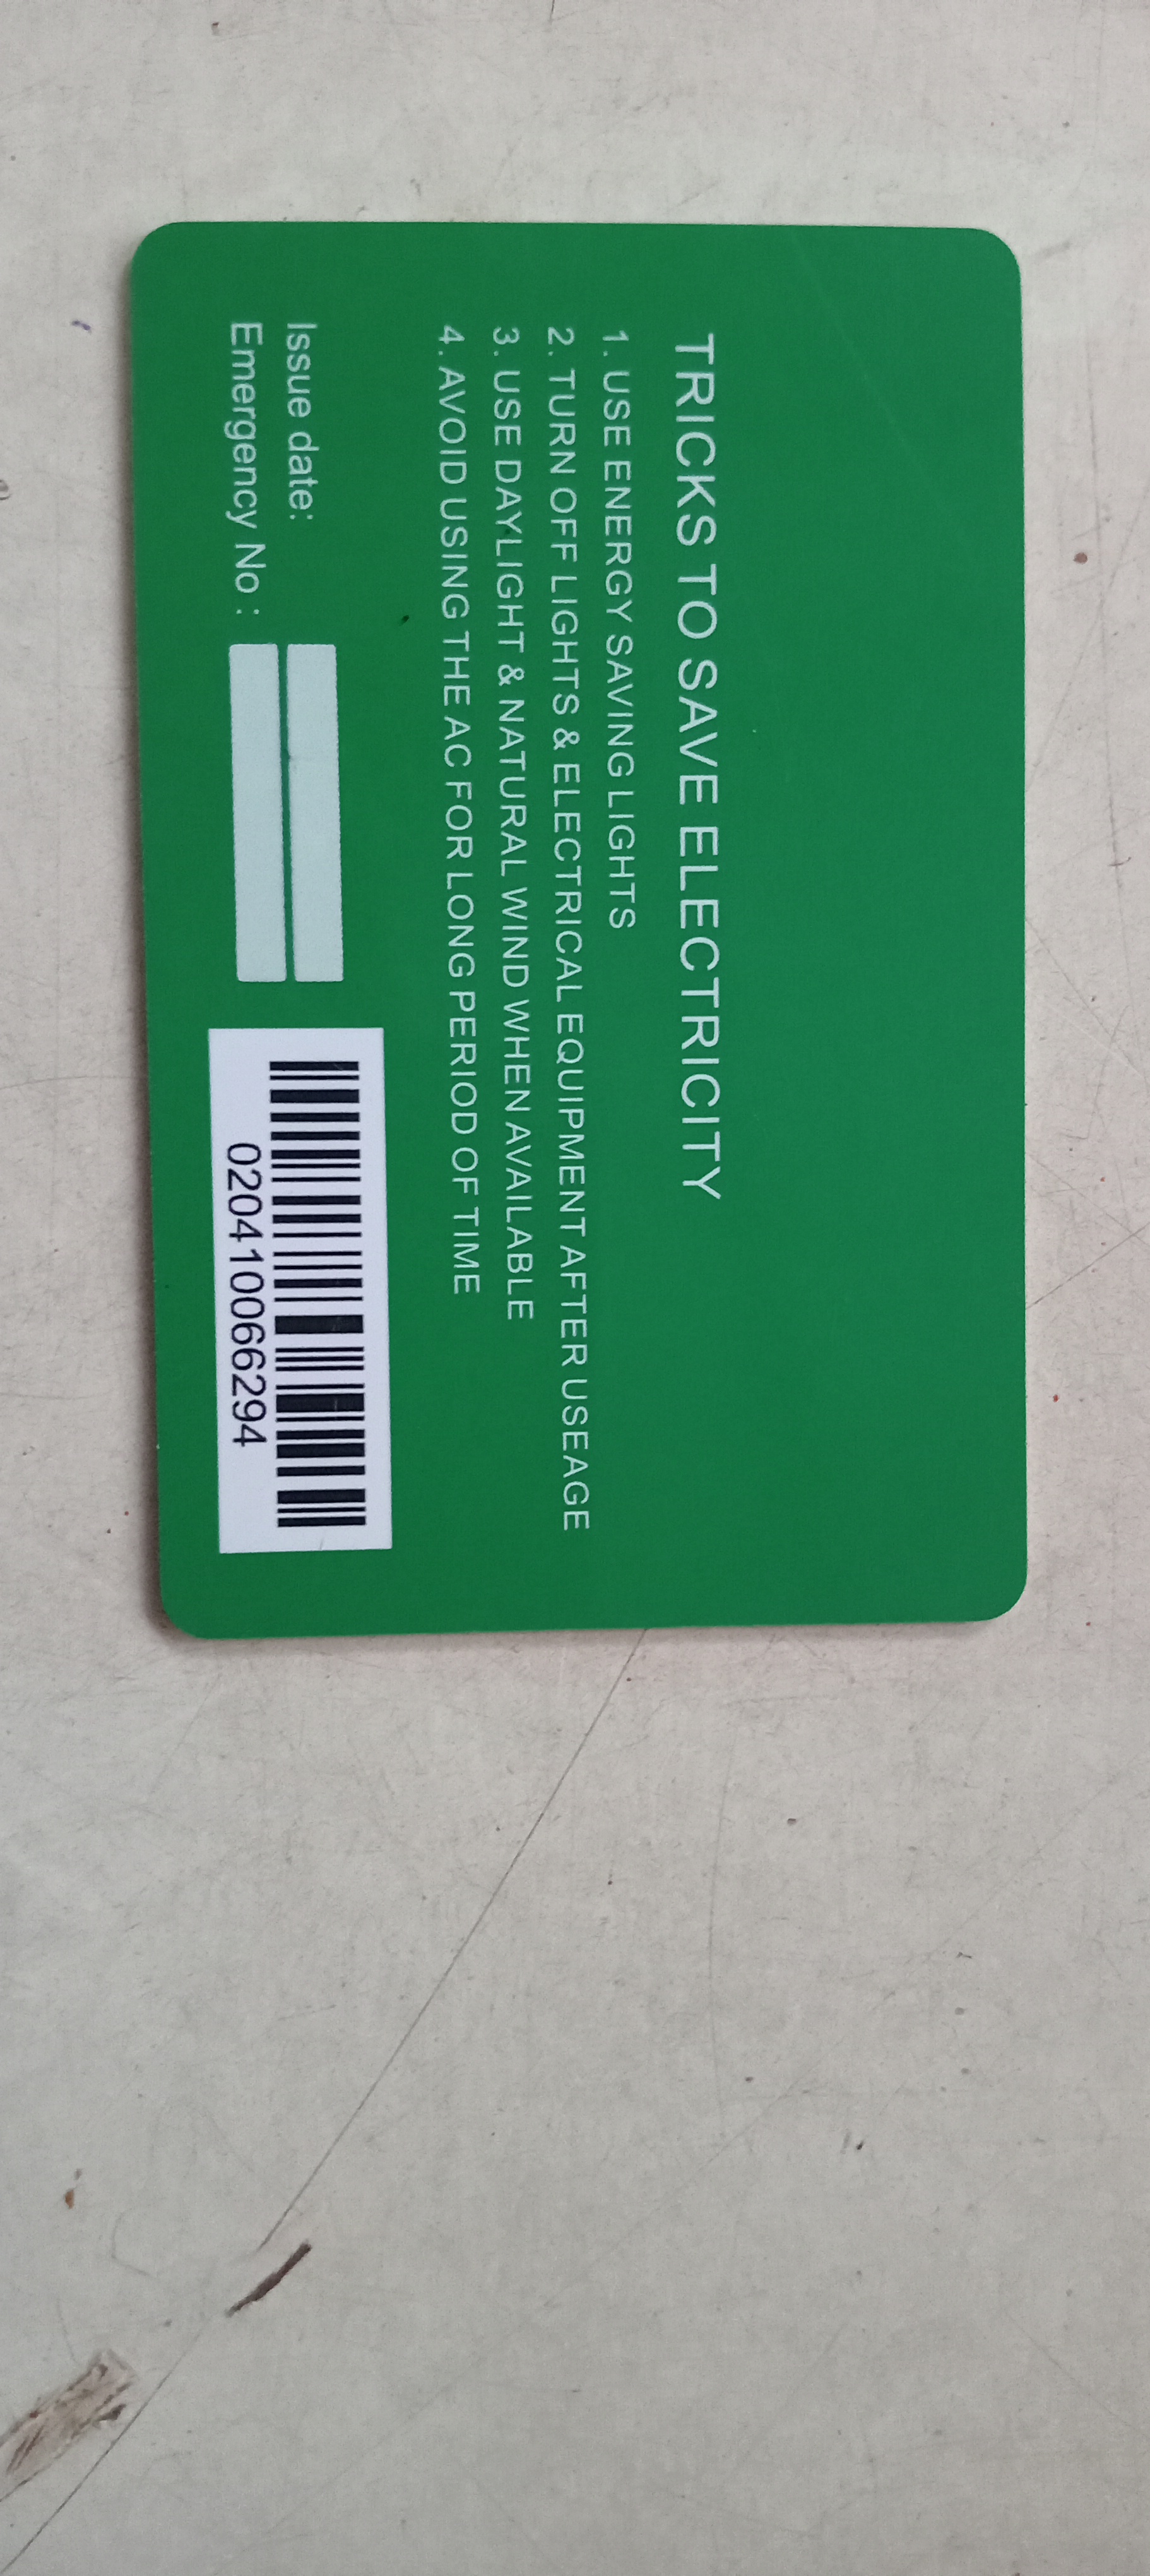 TRICKS TO SAVE ELECTRICITY
1. USE ENERGY SAVING LIGHTS
2. TURN OFF LIGHTS & ELECTRICAL EQUIPMENT AFTER USEAGE
3. USE DAYLIGHT & NATURAL WIND WHEN AVAILABLE
4. AVOID USING THE AC FOR LONG PERIOD OF TIME
Issue date:
Emergency No :
020410066294